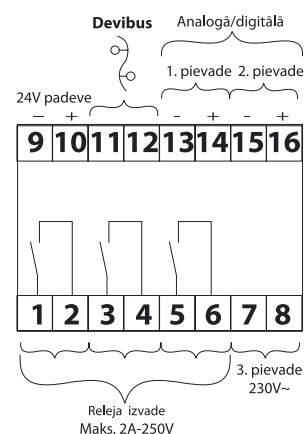 Devibus
Analogā/digitālā
1. pievade 2. pievade
24V padeve
– + - + - +
9 10 11 12 13 14 15 16
1 2 3 4 5 6 7 8
3. pievade
230V~
Releja izvade
Maks. 2A-250V